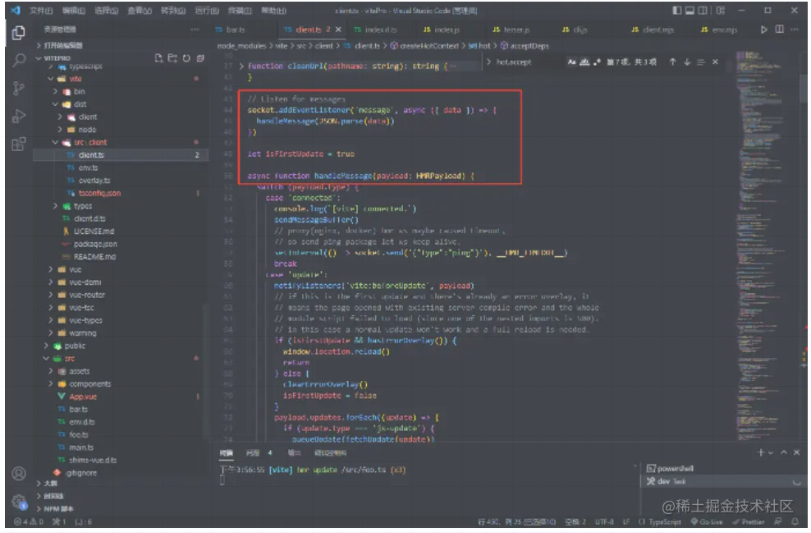 client.ts - vitePro - Visual Studio Code [管理员]
文件(F) 编辑(E) 选择(S) 查看(V) 转到(G) 运行(R) 终端(T) 帮助(H)
资源管理器
打开的编辑器
VITEPRO
typescript
vite
bin
dist
client
node
src\client
client.ts 2
env.ts
overlay.ts
tsconfig.json 1
types
client.d.ts
LICENSE.md
package.json
README.md
vue
vue-demi
vue-router
vue-tsc
vue-types
warning
public
src
assets
components
App.vue 1
bar.ts
env.d.ts
foo.ts
main.ts
shims-vue.d.ts
.gitignore
大纲
时间线
NPM 脚本
bar.ts client.ts 2 index.d.ts index.js terser.js cli.js client.mjs env.mjs
node_modules > vite > src > client > client.ts > createHotContext > hot > acceptDeps
hot.accept
第 7 项, 共 3 项
function cleanUrl(pathname: string): string {
}
// Listen for messages
socket.addEventListener('message', async ({ data }) => {
handleMessage(JSON.parse(data))
})
let isFirstUpdate = true
async function handleMessage(payload: HMRPayload) {
switch (payload.type) {
case 'connected':
console.log(`[vite] connected.`)
sendMessageBuffer()
// proxy(nginx, docker) hmr ws maybe caused timeout,
// so send ping package let ws keep alive.
setInterval(() => socket.send('{"type":"ping"}'), __HMR_TIMEOUT__)
break
case 'update':
notifyListeners('vite:beforeUpdate', payload)
// if this is the first update and there's already an error overlay, it
// means the page opened with existing server compile error and the whole
// module script failed to load (since one of the nested imports is 500).
// in this case a normal update won't work and a full reload is needed.
if (isFirstUpdate && hasErrorOverlay()) {
window.location.reload()
return
} else {
clearErrorOverlay()
isFirstUpdate = false
}
payload.updates.forEach((update) => {
if (update.type === 'js-update') {
queueUpdate(fetchUpdate(update))
终端 问题 4 输出 调试控制台
下午3:56:55 [vite] hmr update /src/foo.ts (x3)
powershell
dev Task
UTF-8 LF TypeScript Go Live Prettier
@稀土掘金技术社区